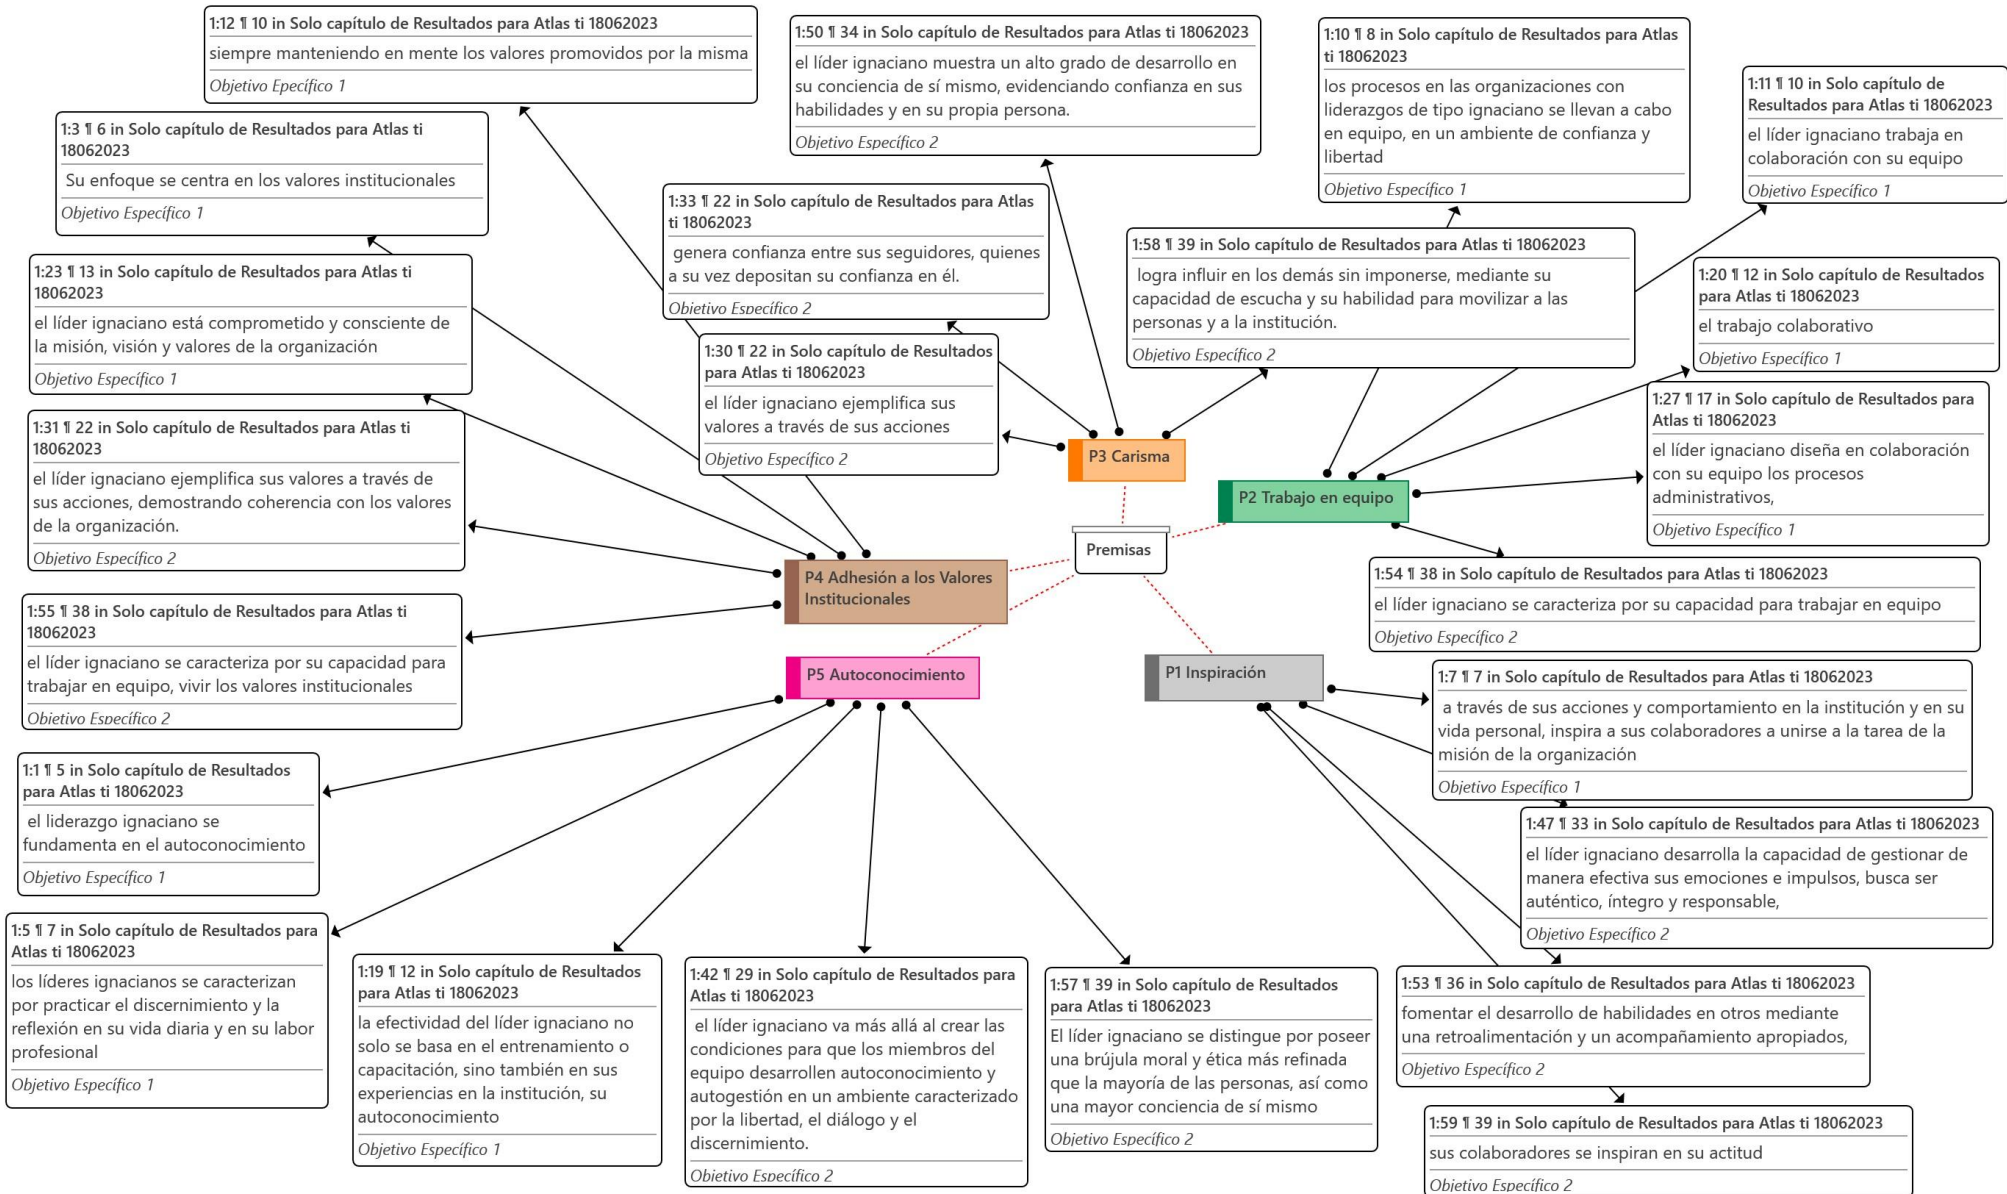 1:12 ¶ 10 in Solo capítulo de Resultados para Atlas ti 18062023
siempre manteniendo en mente los valores promovidos por la misma
Objetivo Epecífico 1
1:50 ¶ 34 in Solo capítulo de Resultados para Atlas ti 18062023
el líder ignaciano muestra un alto grado de desarrollo en
su conciencia de sí mismo, evidenciando confianza en sus
habilidades y en su propia persona.
Objetivo Específico 2
1:10 ¶ 8 in Solo capítulo de Resultados para Atlas
ti 18062023
los procesos en las organizaciones con
liderazgos de tipo ignaciano se llevan a cabo
en equipo, en un ambiente de confianza y
libertad
Objetivo Específico 1
1:11 ¶ 10 in Solo capítulo de
Resultados para Atlas ti 18062023
el líder ignaciano trabaja en
colaboración con su equipo
Objetivo Específico 1
1:3 ¶ 6 in Solo capítulo de Resultados para Atlas ti
18062023
Su enfoque se centra en los valores institucionales
Objetivo Específico 1
1:33 ¶ 22 in Solo capítulo de Resultados para Atlas
ti 18062023
genera confianza entre sus seguidores, quienes
a su vez depositan su confianza en él.
Objetivo Específico 2
1:58 ¶ 39 in Solo capítulo de Resultados para Atlas ti 18062023
logra influir en los demás sin imponerse, mediante su
capacidad de escucha y su habilidad para movilizar a las
personas y a la institución.
Objetivo Específico 2
1:23 ¶ 13 in Solo capítulo de Resultados para Atlas ti
18062023
el líder ignaciano está comprometido y consciente de
la misión, visión y valores de la organización
Objetivo Específico 1
1:20 ¶ 12 in Solo capítulo de Resultados
para Atlas ti 18062023
el trabajo colaborativo
Objetivo Específico 1
1:30 ¶ 22 in Solo capítulo de Resultados
para Atlas ti 18062023
el líder ignaciano ejemplifica sus
valores a través de sus acciones
Objetivo Específico 2
1:27 ¶ 17 in Solo capítulo de Resultados para
Atlas ti 18062023
el líder ignaciano diseña en colaboración
con su equipo los procesos
administrativos,
Objetivo Específico 1
1:31 ¶ 22 in Solo capítulo de Resultados para Atlas
ti 18062023
el líder ignaciano ejemplifica sus valores a través de
sus acciones, demostrando coherencia con los valores
de la organización.
Objetivo Específico 2
P3 Carisma
P2 Trabajo en equipo
Premisas
P4 Adhesión a los Valores
Institucionales
P5 Autoconocimiento
P1 Inspiración
1:54 ¶ 38 in Solo capítulo de Resultados para Atlas ti 18062023
el líder ignaciano se caracteriza por su capacidad para trabajar en equipo
Objetivo Específico 2
1:55 ¶ 38 in Solo capítulo de Resultados para Atlas ti
18062023
el líder ignaciano se caracteriza por su capacidad para
trabajar en equipo, vivir los valores institucionales
Objetivo Específico 2
1:7 ¶ 7 in Solo capítulo de Resultados para Atlas ti 18062023
a través de sus acciones y comportamiento en la institución y en su
vida personal, inspira a sus colaboradores a unirse a la tarea de la
misión de la organización
Objetivo Específico 1
1:1 ¶ 5 in Solo capítulo de Resultados
para Atlas ti 18062023
el liderazgo ignaciano se
fundamenta en el autoconocimiento
Objetivo Específico 1
1:47 ¶ 33 in Solo capítulo de Resultados para Atlas ti 18062023
el líder ignaciano desarrolla la capacidad de gestionar de
manera efectiva sus emociones e impulsos, busca ser
auténtico, íntegro y responsable,
Objetivo Específico 2
1:5 ¶ 7 in Solo capítulo de Resultados para
Atlas ti 18062023
los líderes ignacianos se caracterizan
por practicar el discernimiento y la
reflexión en su vida diaria y en su labor
profesional
Objetivo Específico 1
1:19 ¶ 12 in Solo capítulo de Resultados
para Atlas ti 18062023
la efectividad del líder ignaciano no
solo se basa en el entrenamiento o
capacitación, sino también en sus
experiencias en la institución, su
autoconocimiento
Objetivo Específico 1
1:42 ¶ 29 in Solo capítulo de Resultados para
Atlas ti 18062023
el líder ignaciano va más allá al crear las
condiciones para que los miembros del
equipo desarrollen autoconocimiento y
autogestión en un ambiente caracterizado
por la libertad, el diálogo y el
discernimiento.
Objetivo Específico 2
1:57 ¶ 39 in Solo capítulo de Resultados
para Atlas ti 18062023
El líder ignaciano se distingue por poseer
una brújula moral y ética más refinada
que la mayoría de las personas, así como
una mayor conciencia de sí mismo
Objetivo Específico 2
1:53 ¶ 36 in Solo capítulo de Resultados para Atlas ti 18062023
fomentar el desarrollo de habilidades en otros mediante
una retroalimentación y un acompañamiento apropiados,
Objetivo Específico 2
1:59 ¶ 39 in Solo capítulo de Resultados para Atlas ti 18062023
sus colaboradores se inspiran en su actitud
Objetivo Específico 2